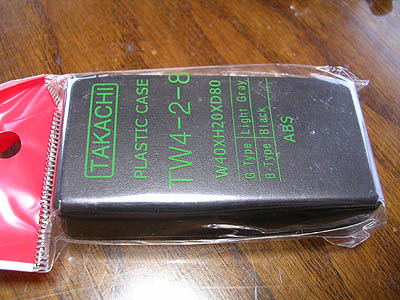 TAKACHI
PLASTIC CASE
TW4-2-8
W40XH20XD80
G.Type Light Gray
B.Type Black
ABS